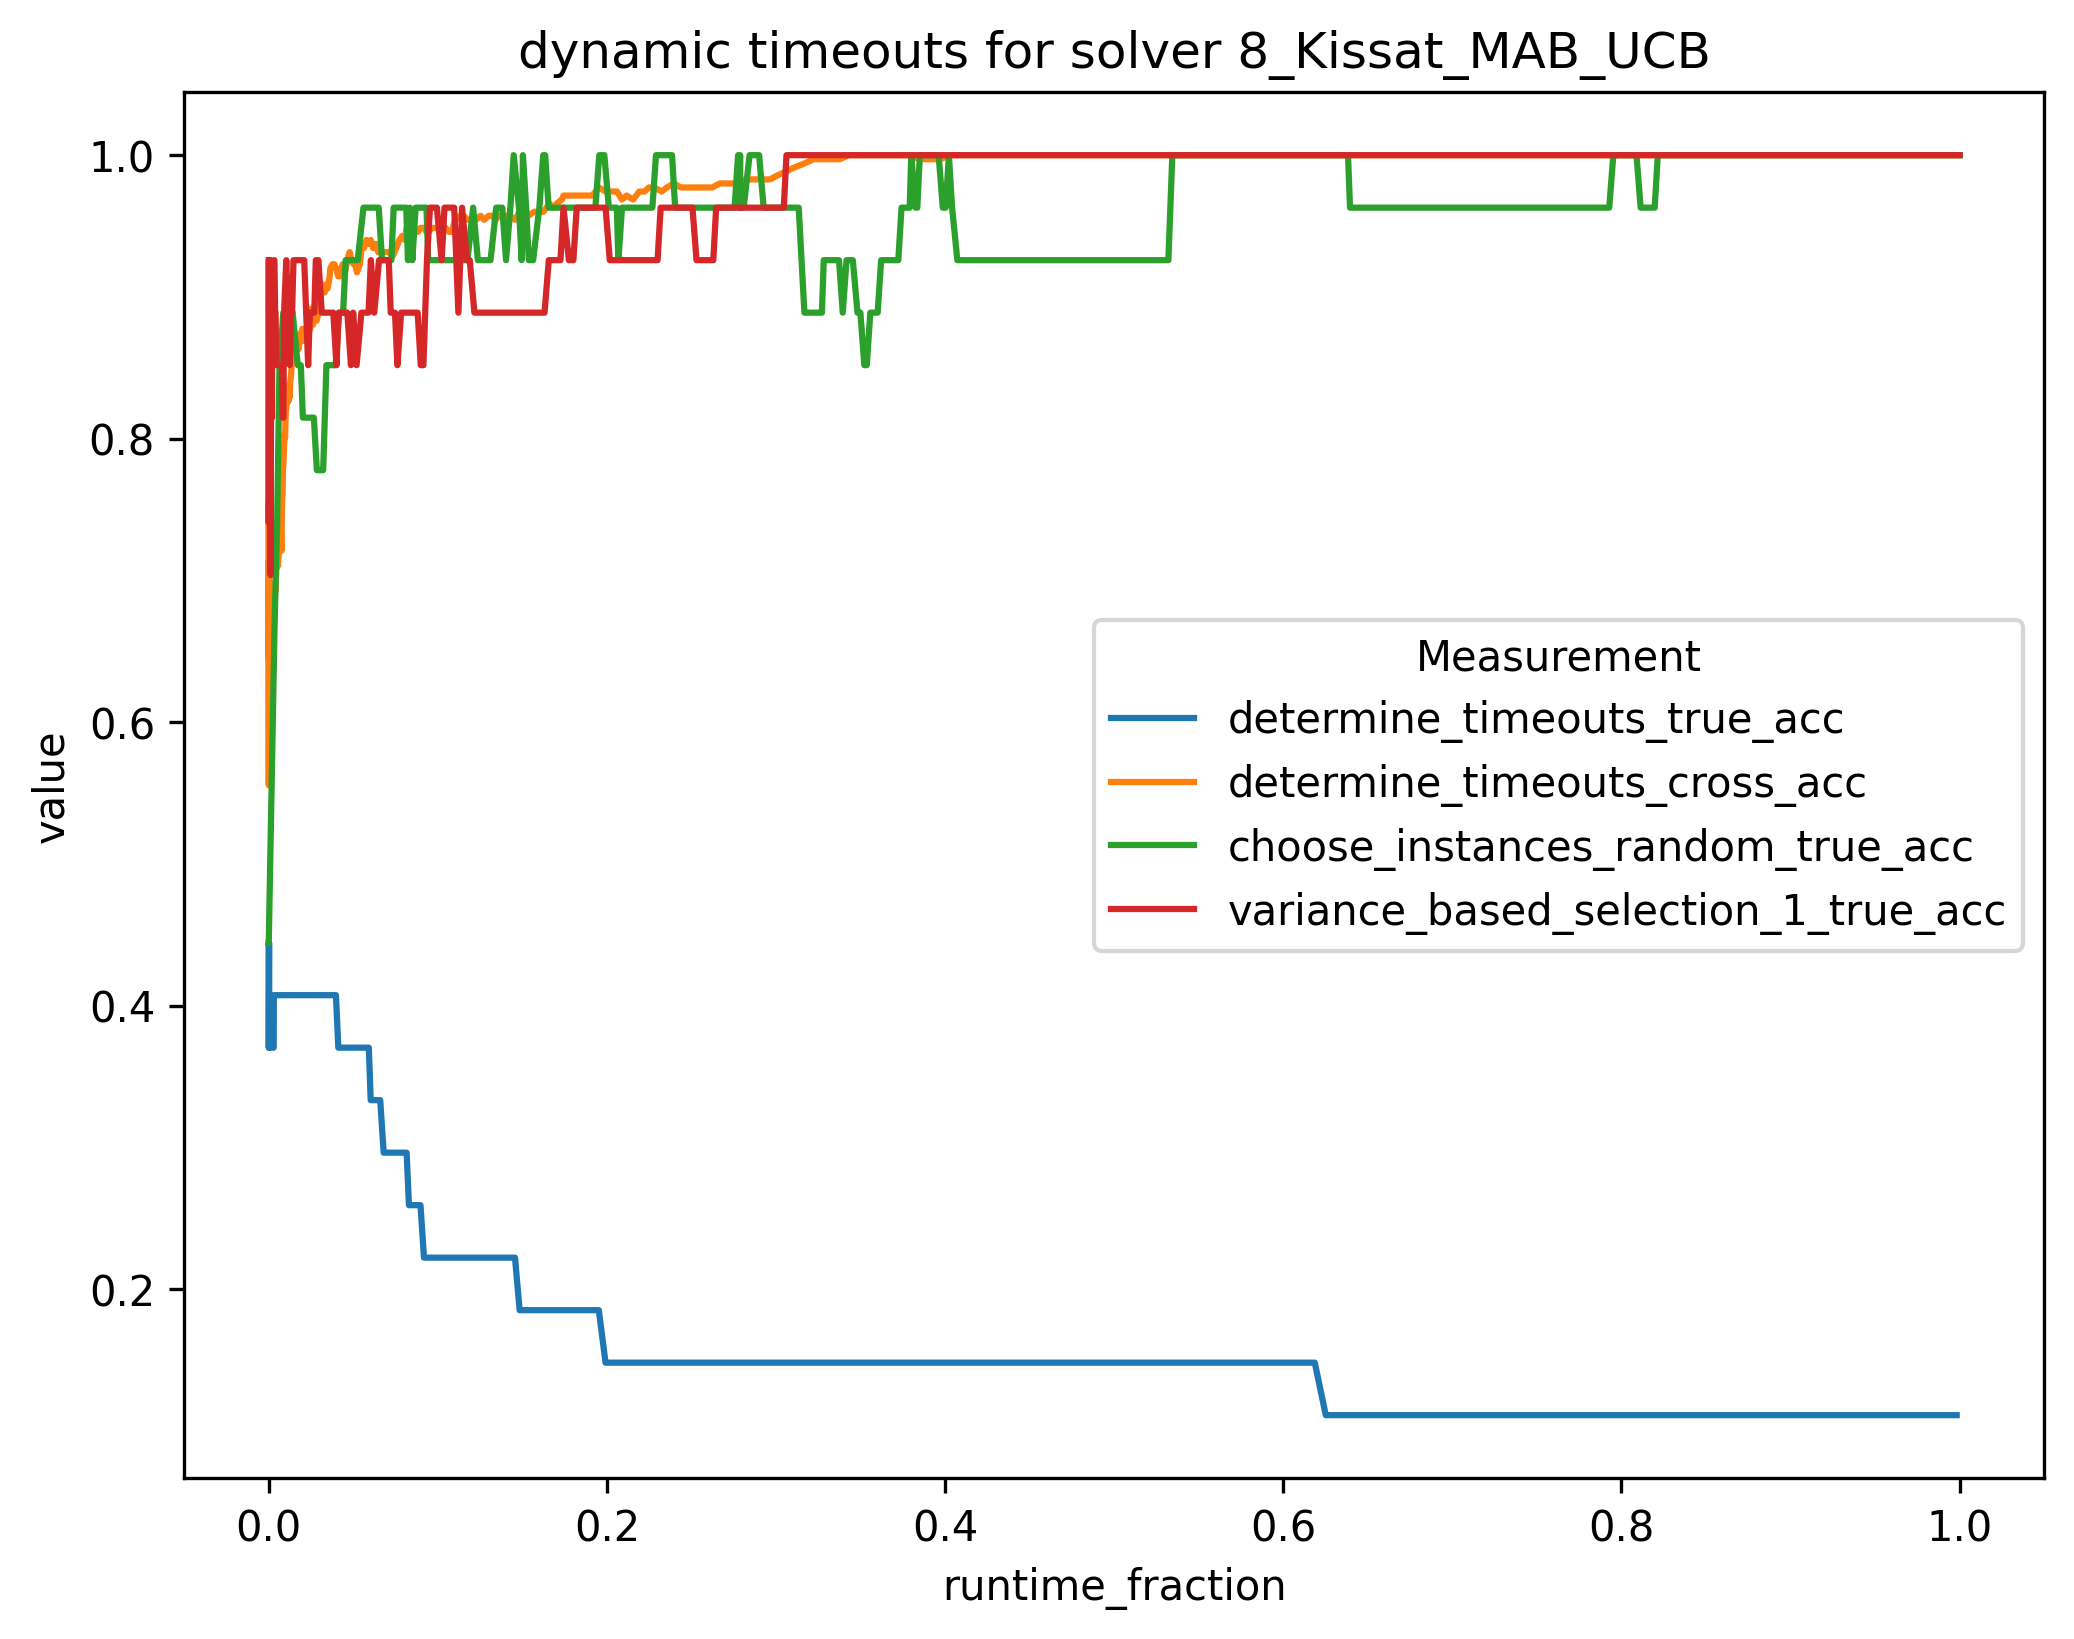 dynamic timeouts for solver 8_Kissat_MAB_UCB
1.0
0.8
0.6
0.4
0.2
value
Measurement
determine_timeouts_true_acc
determine_timeouts_cross_acc
choose_instances_random_true_acc
variance_based_selection_1_true_acc
0.0 0.2 0.4 0.6 0.8 1.0
runtime_fraction